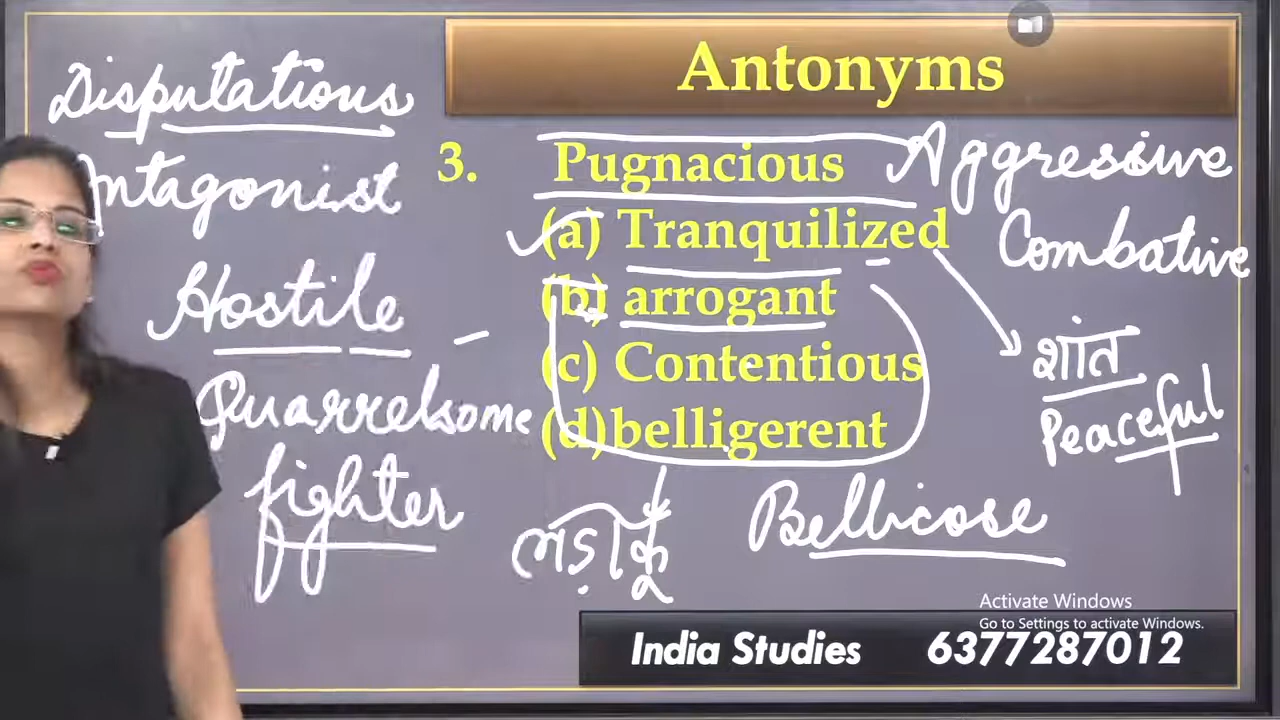 Antonyms
Disputatious
Antagonist
Hostile
Quarrelsome
fighter
3. Pugnacious
(a) Tranquilized
(b) arrogant
(c) Contentious
(d) belligerent
Aggressive
Combative
शांत
Peaceful
लड़ाकू
Bellicose
Activate Windows
Go to Settings to activate Windows.
India Studies 6377287012